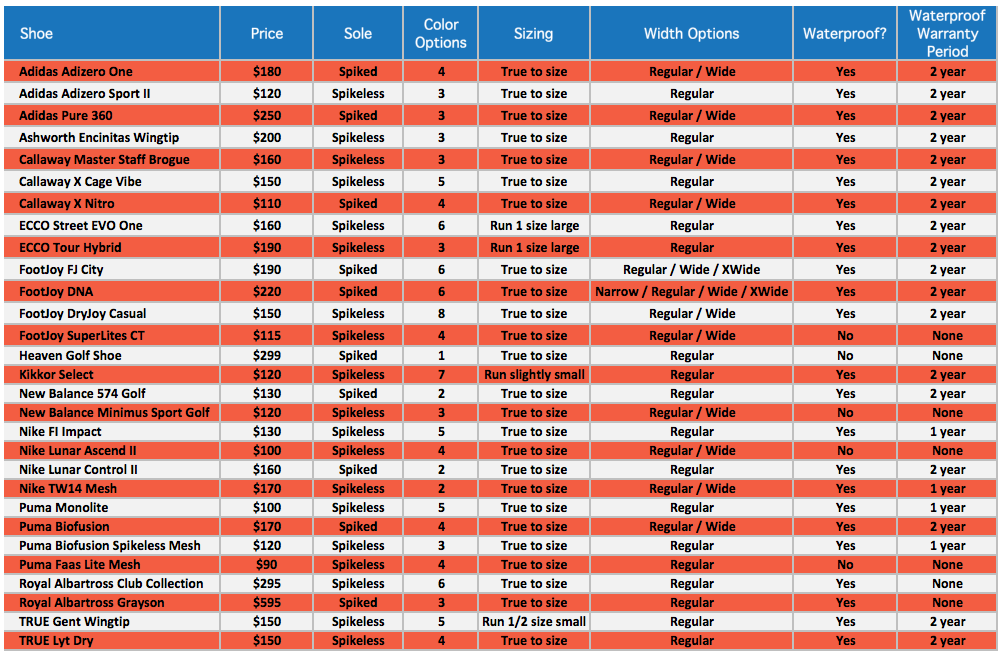 Shoe Price Sole Color Options Sizing Width Options Waterproof? Waterproof Warranty Period
Adidas Adizero One $180 Spiked 4 True to size Regular / Wide Yes 2 year
Adidas Adizero Sport II $120 Spikeless 3 True to size Regular Yes 2 year
Adidas Pure 360 $250 Spiked 3 True to size Regular / Wide Yes 2 year
Ashworth Encinitas Wingtip $200 Spikeless 3 True to size Regular Yes 2 year
Callaway Master Staff Brogue $160 Spikeless 3 True to size Regular / Wide Yes 2 year
Callaway X Cage Vibe $150 Spikeless 5 True to size Regular Yes 2 year
Callaway X Nitro $110 Spiked 4 True to size Regular / Wide Yes 2 year
ECCO Street EVO One $160 Spikeless 6 Run 1 size large Regular Yes 2 year
ECCO Tour Hybrid $190 Spikeless 3 Run 1 size large Regular Yes 2 year
FootJoy FJ City $190 Spiked 6 True to size Regular / Wide / XWide Yes 2 year
FootJoy DNA $220 Spiked 6 True to size Narrow / Regular / Wide / XWide Yes 2 year
FootJoy DryJoy Casual $150 Spikeless 8 True to size Regular / Wide Yes 2 year
FootJoy SuperLites CT $115 Spikeless 4 True to size Regular / Wide No None
Heaven Golf Shoe $299 Spiked 1 True to size Regular No None
Kikkor Select $120 Spikeless 7 Run slightly small Regular Yes 2 year
New Balance 574 Golf $130 Spiked 2 True to size Regular Yes 2 year
New Balance Minimus Sport Golf $120 Spikeless 3 True to size Regular / Wide No None
Nike FI Impact $130 Spikeless 5 True to size Regular Yes 1 year
Nike Lunar Ascend II $100 Spikeless 4 True to size Regular / Wide No None
Nike Lunar Control II $160 Spiked 2 True to size Regular Yes 2 year
Nike TW14 Mesh $170 Spikeless 2 True to size Regular / Wide Yes 1 year
Puma Monolite $100 Spikeless 5 True to size Regular Yes 1 year
Puma Biofusion $170 Spiked 4 True to size Regular / Wide Yes 2 year
Puma Biofusion Spikeless Mesh $120 Spikeless 3 True to size Regular Yes 1 year
Puma Faas Lite Mesh $90 Spikeless 4 True to size Regular No None
Royal Albartross Club Collection $295 Spikeless 6 True to size Regular Yes None
Royal Albartross Grayson $595 Spiked 3 True to size Regular Yes None
TRUE Gent Wingtip $150 Spikeless 5 Run 1/2 size small Regular Yes 2 year
TRUE Lyt Dry $150 Spikeless 4 True to size Regular Yes 2 year